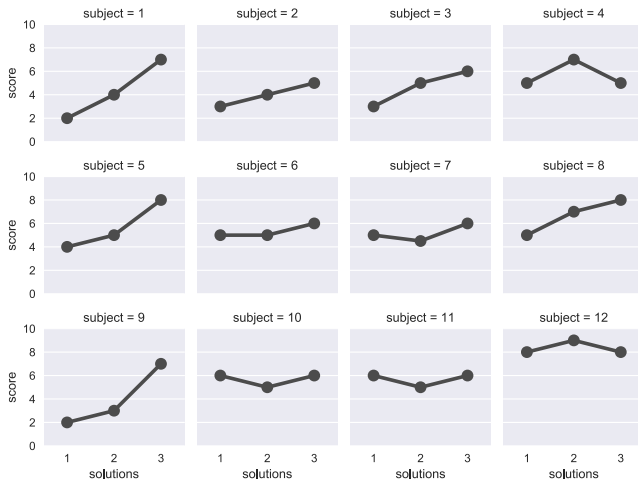 subject = 1 subject = 2 subject = 3 subject = 4
10
8
6
4
2
0
score
subject = 5 subject = 6 subject = 7 subject = 8
10
8
6
4
2
0
score
subject = 9 subject = 10 subject = 11 subject = 12
10
8
6
4
2
0
score
1 2 3 1 2 3 1 2 3 1 2 3
solutions solutions solutions solutions